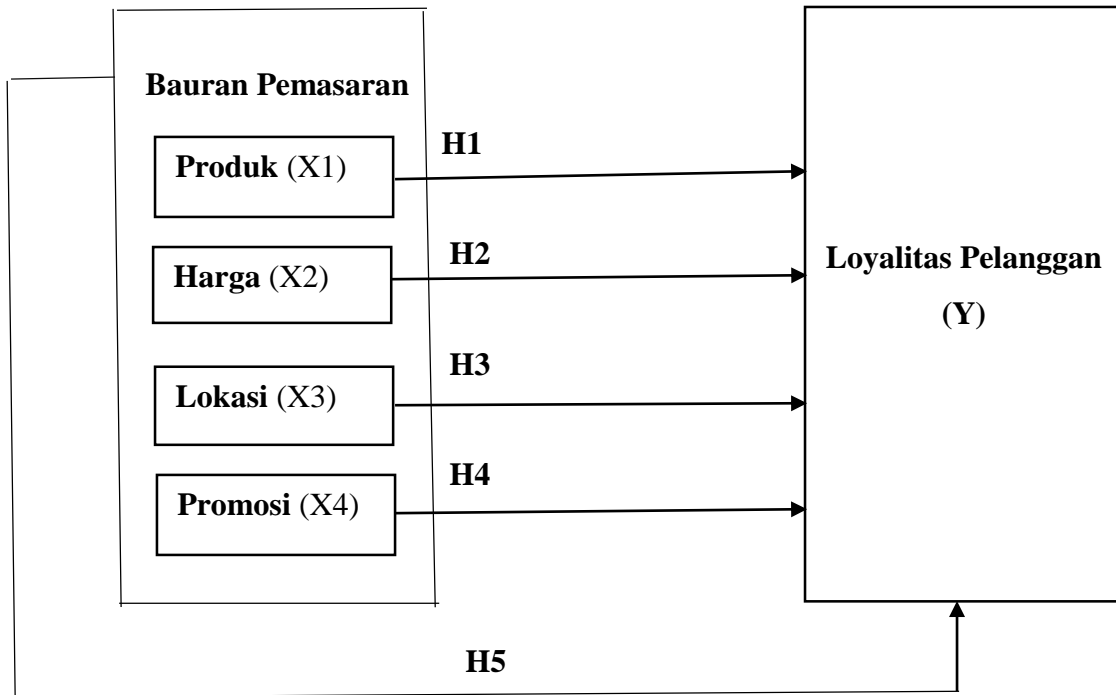 Bauran Pemasaran
H1
Produk (X1)
H2
Harga (X2)
Loyalitas Pelanggan
(Y)
H3
Lokasi (X3)
H4
Promosi (X4)
H5